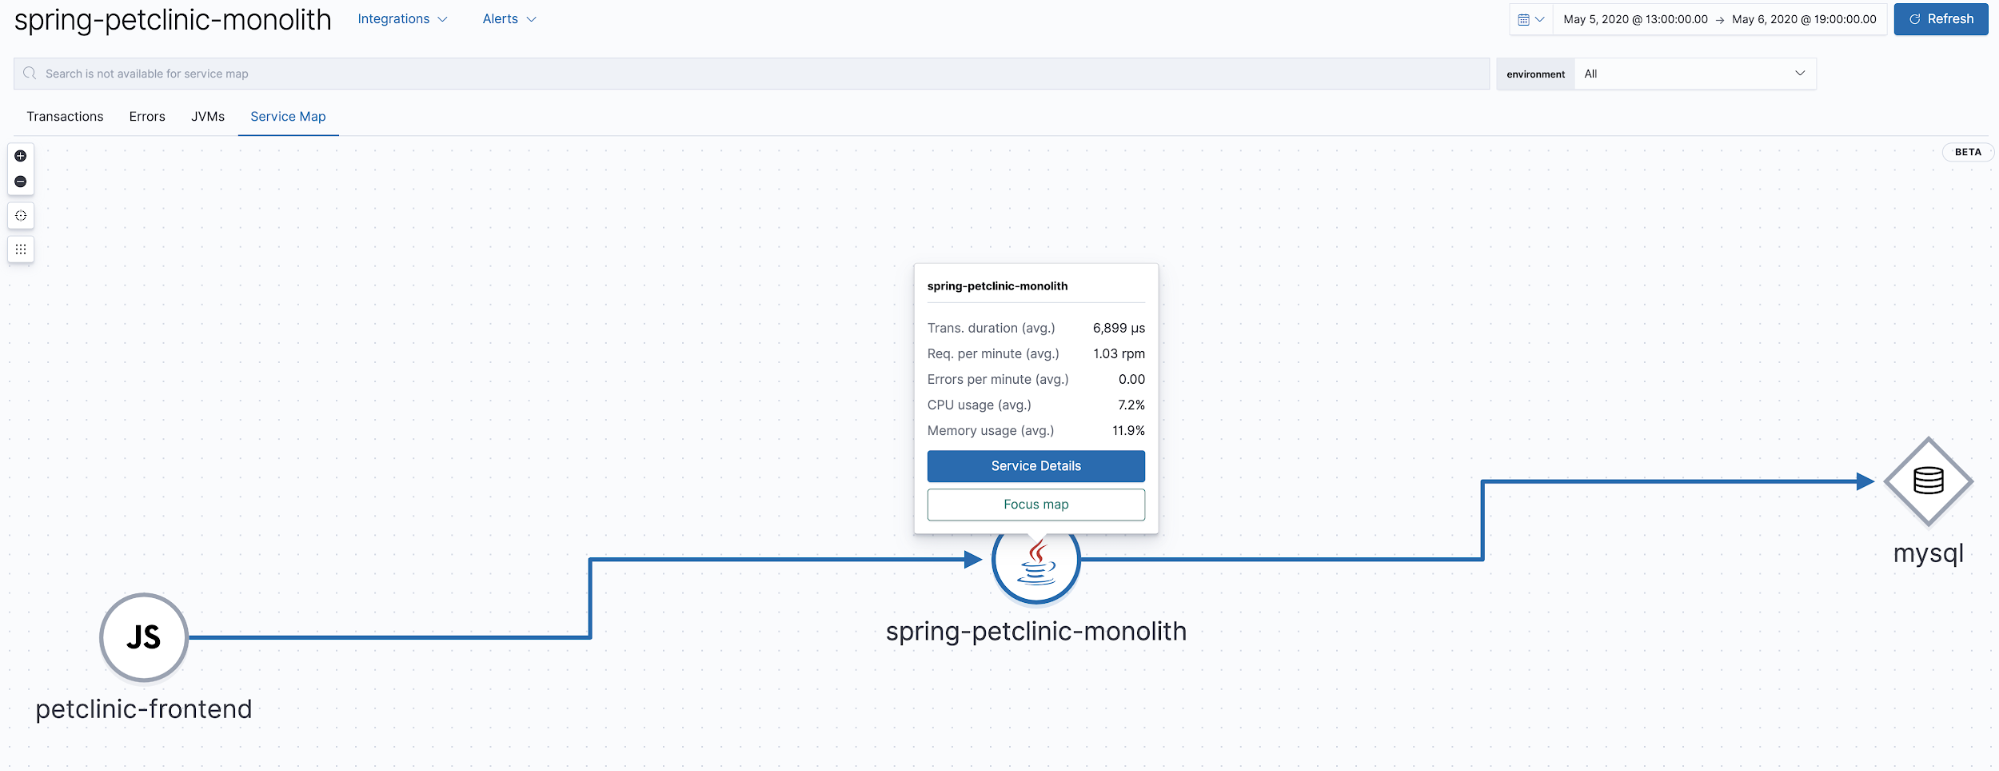 spring-petclinic-monolith
Integrations
Alerts
May 5, 2020 @ 13:00:00.00 → May 6, 2020 @ 19:00:00.00
Refresh
Search is not available for service map
environment
All
Transactions
Errors
JVMs
Service Map
BETA
spring-petclinic-monolith
Trans. duration (avg.) 6,899 µs
Req. per minute (avg.) 1.03 rpm
Errors per minute (avg.) 0.00
CPU usage (avg.) 7.2%
Memory usage (avg.) 11.9%
Service Details
Focus map
mysql
spring-petclinic-monolith
JS
petclinic-frontend